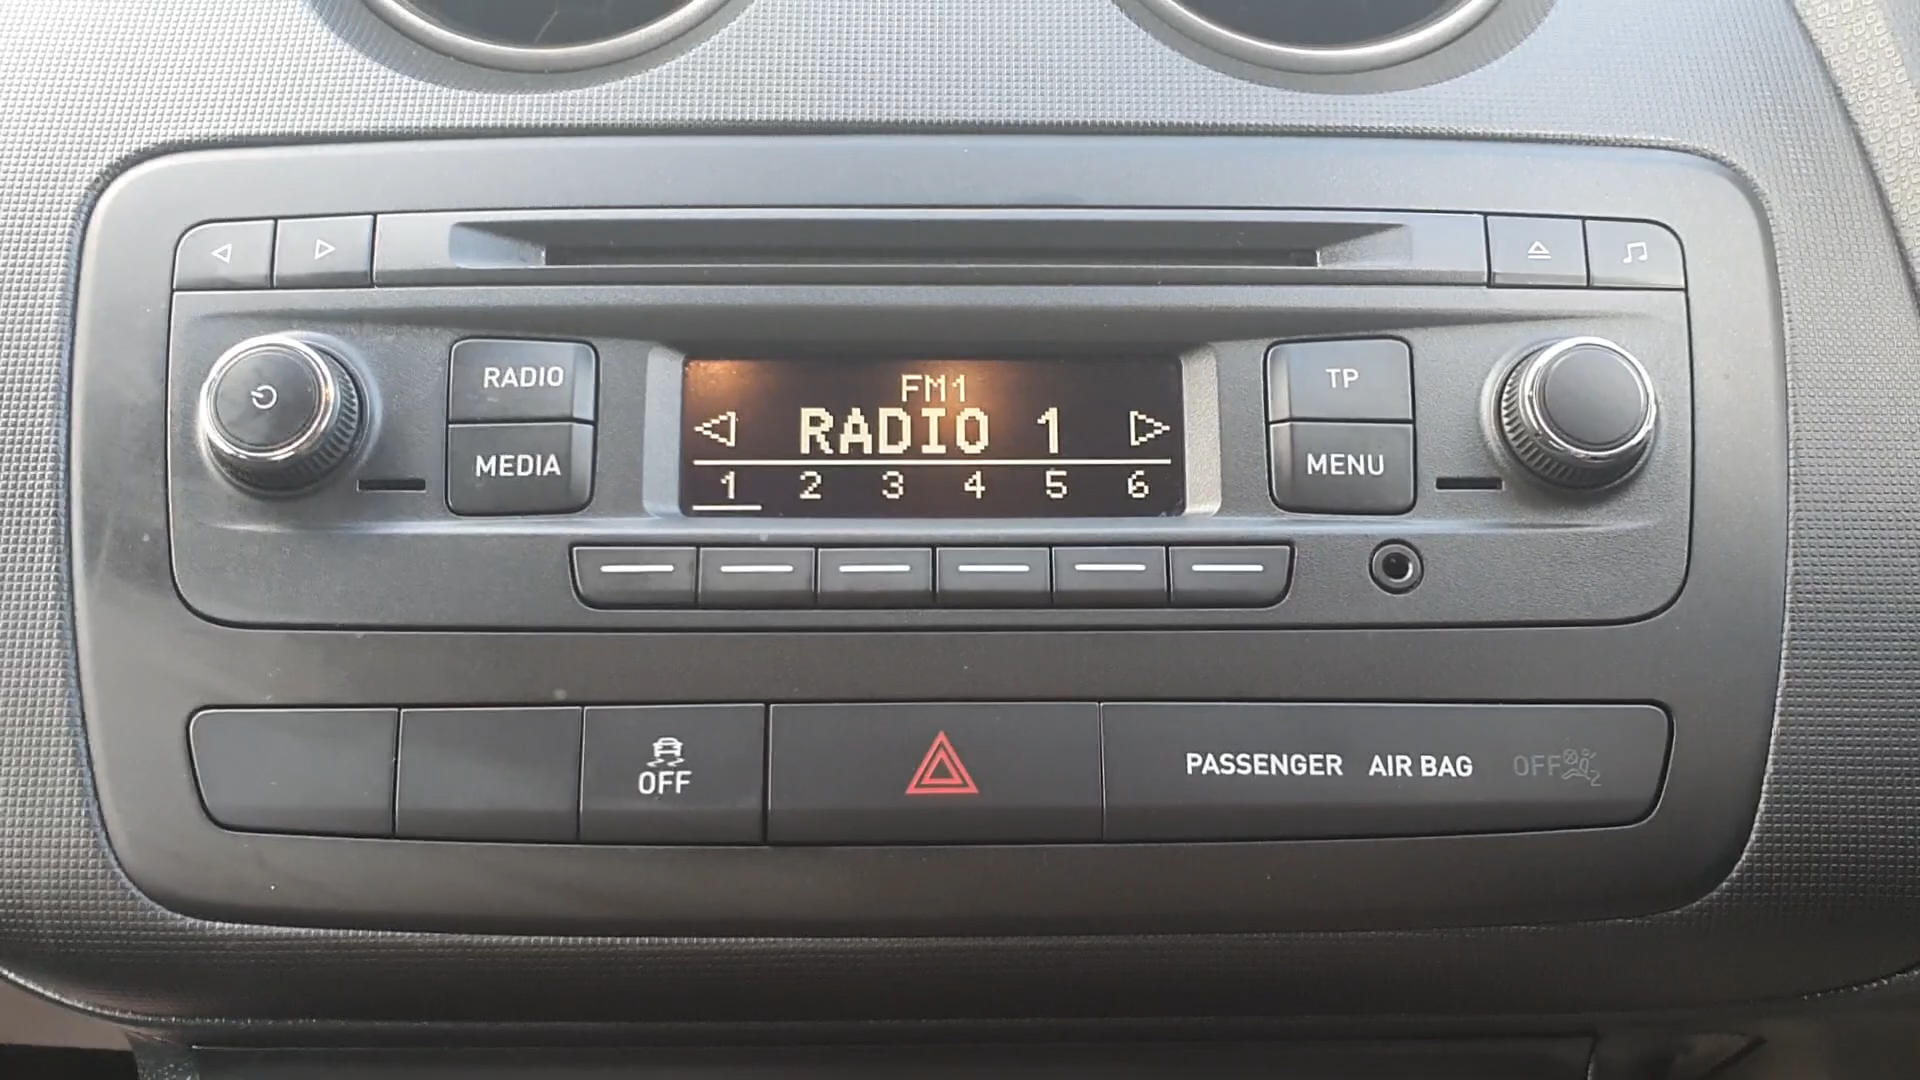 RADIO
MEDIA
FM1
RADIO 1
1 2 3 4 5 6
TP
MENU
OFF
PASSENGER AIR BAG OFF